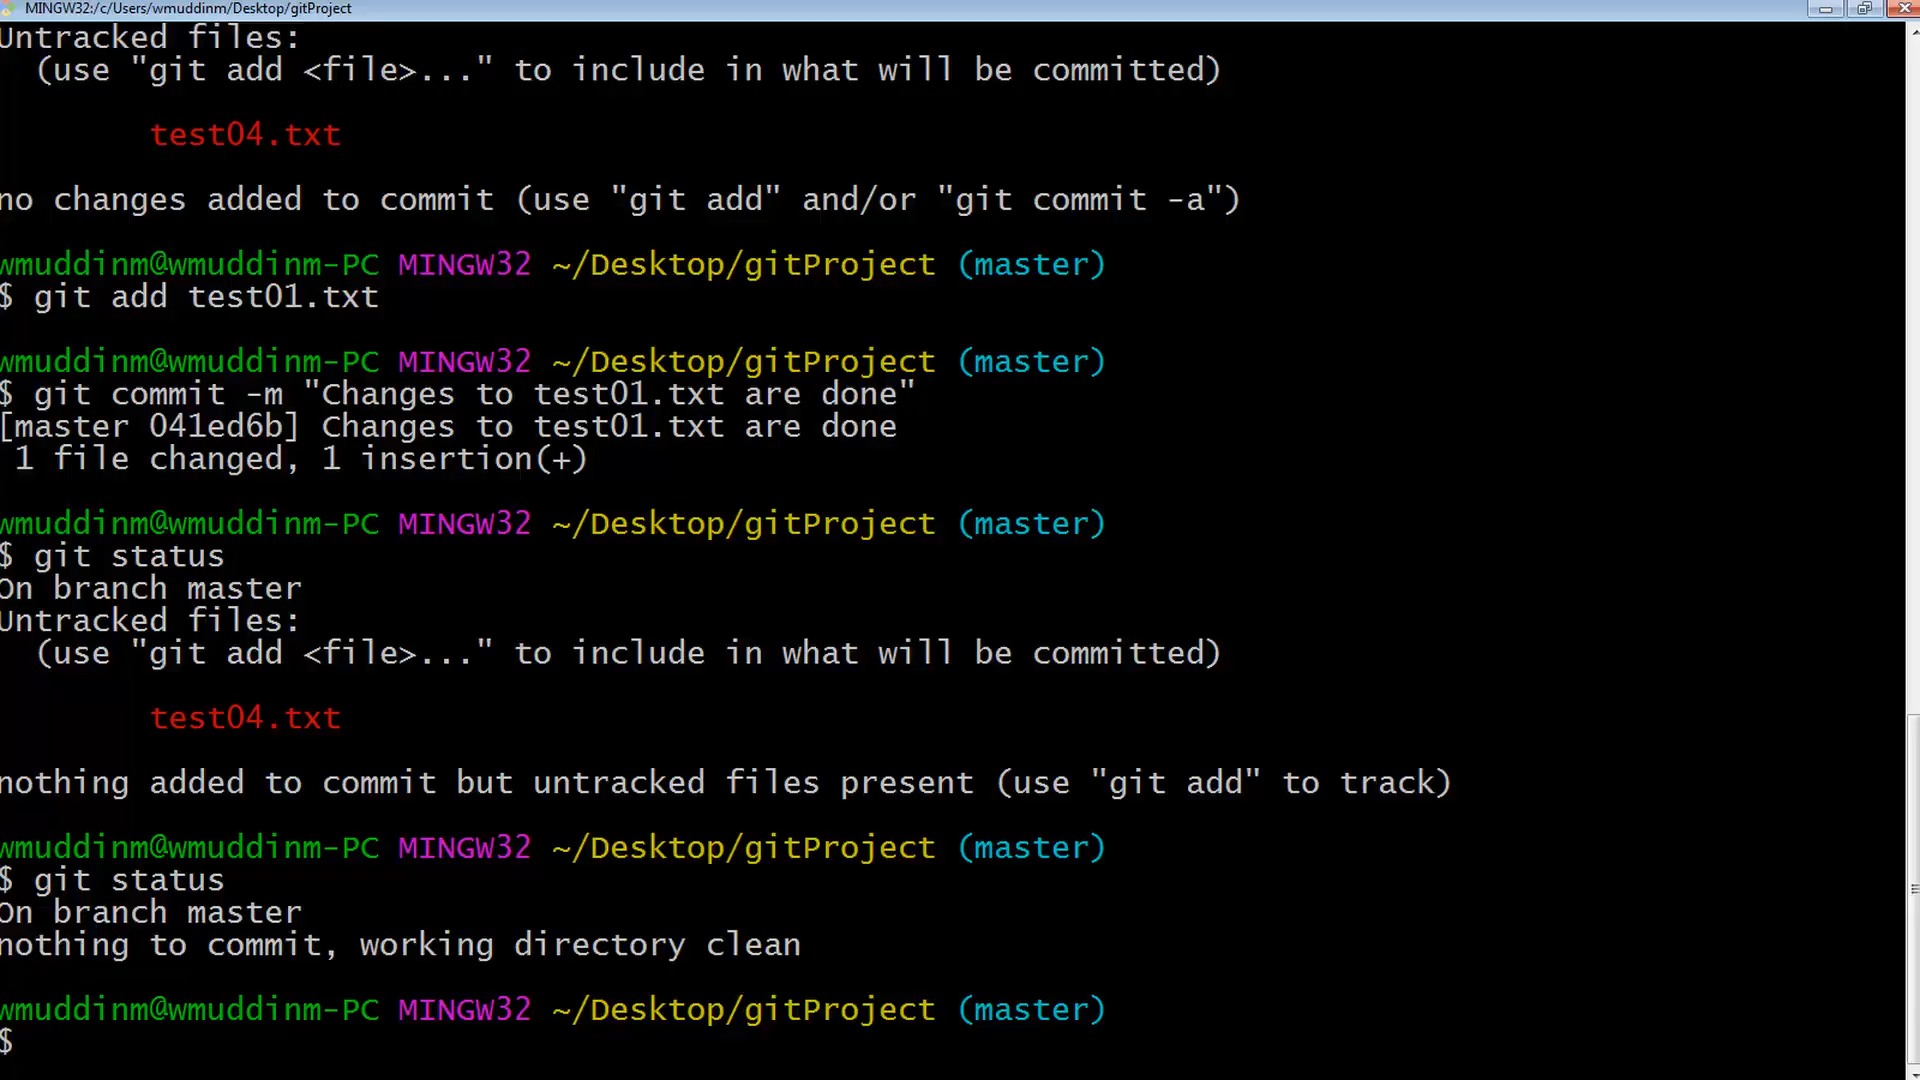 MINGW32:/c/Users/wmuddinm/Desktop/gitProject
Untracked files:
(use "git add <file>..." to include in what will be committed)
test04.txt
no changes added to commit (use "git add" and/or "git commit -a")
wmuddinm@wmuddinm-PC MINGW32 ~/Desktop/gitProject (master)
$ git add test01.txt
wmuddinm@wmuddinm-PC MINGW32 ~/Desktop/gitProject (master)
$ git commit -m "Changes to test01.txt are done"
[master 041ed6b] Changes to test01.txt are done
1 file changed, 1 insertion(+)
wmuddinm@wmuddinm-PC MINGW32 ~/Desktop/gitProject (master)
$ git status
On branch master
Untracked files:
(use "git add <file>..." to include in what will be committed)
test04.txt
nothing added to commit but untracked files present (use "git add" to track)
wmuddinm@wmuddinm-PC MINGW32 ~/Desktop/gitProject (master)
$ git status
On branch master
nothing to commit, working directory clean
wmuddinm@wmuddinm-PC MINGW32 ~/Desktop/gitProject (master)
$